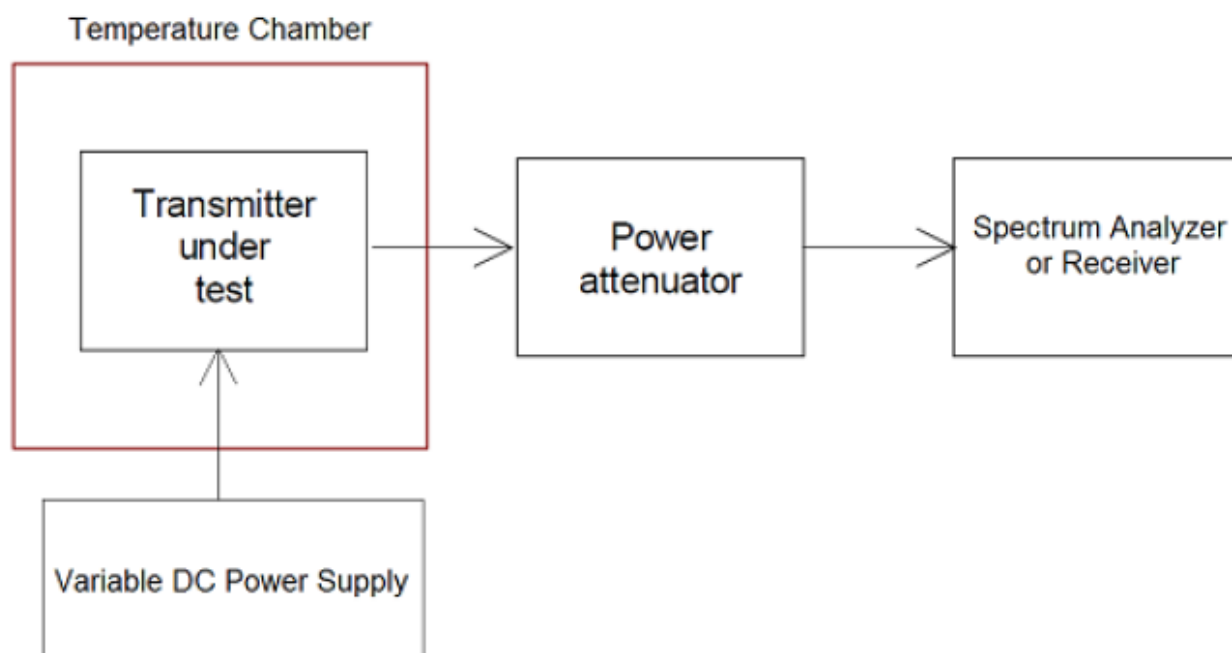 Temperature Chamber
Transmitter
under
test
Power
attenuator
Spectrum Analyzer
or Receiver
Variable DC Power Supply